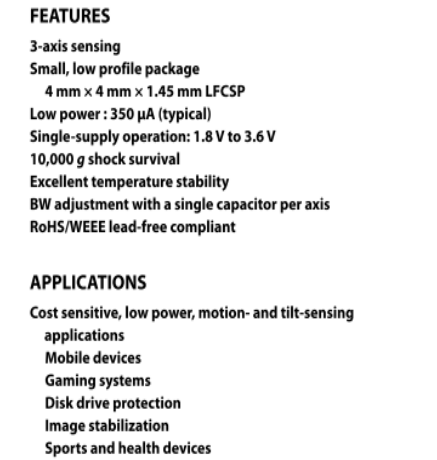 FEATURES
3-axis sensing
Small, low profile package
4 mm × 4 mm × 1.45 mm LFCSP
Low power : 350 µA (typical)
Single-supply operation: 1.8 V to 3.6 V
10,000 g shock survival
Excellent temperature stability
BW adjustment with a single capacitor per axis
RoHS/WEEE lead-free compliant
APPLICATIONS
Cost sensitive, low power, motion- and tilt-sensing
applications
Mobile devices
Gaming systems
Disk drive protection
Image stabilization
Sports and health devices